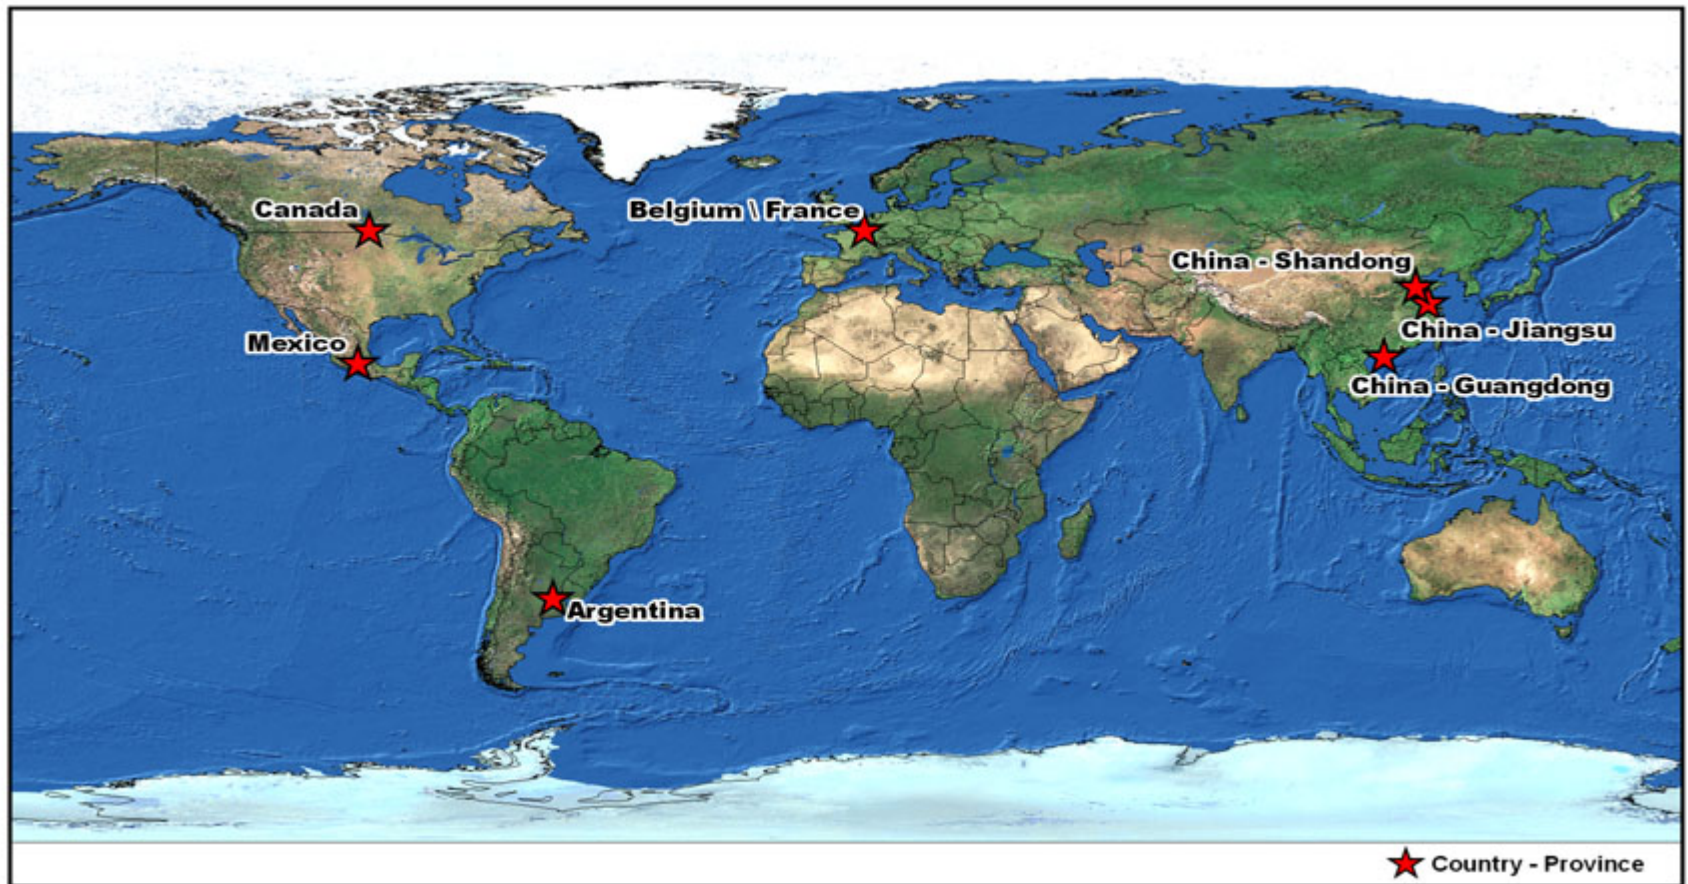 Canada
Belgium \ France
China - Shandong
China - Jiangsu
Mexico
China - Guangdong
Argentina
Country - Province